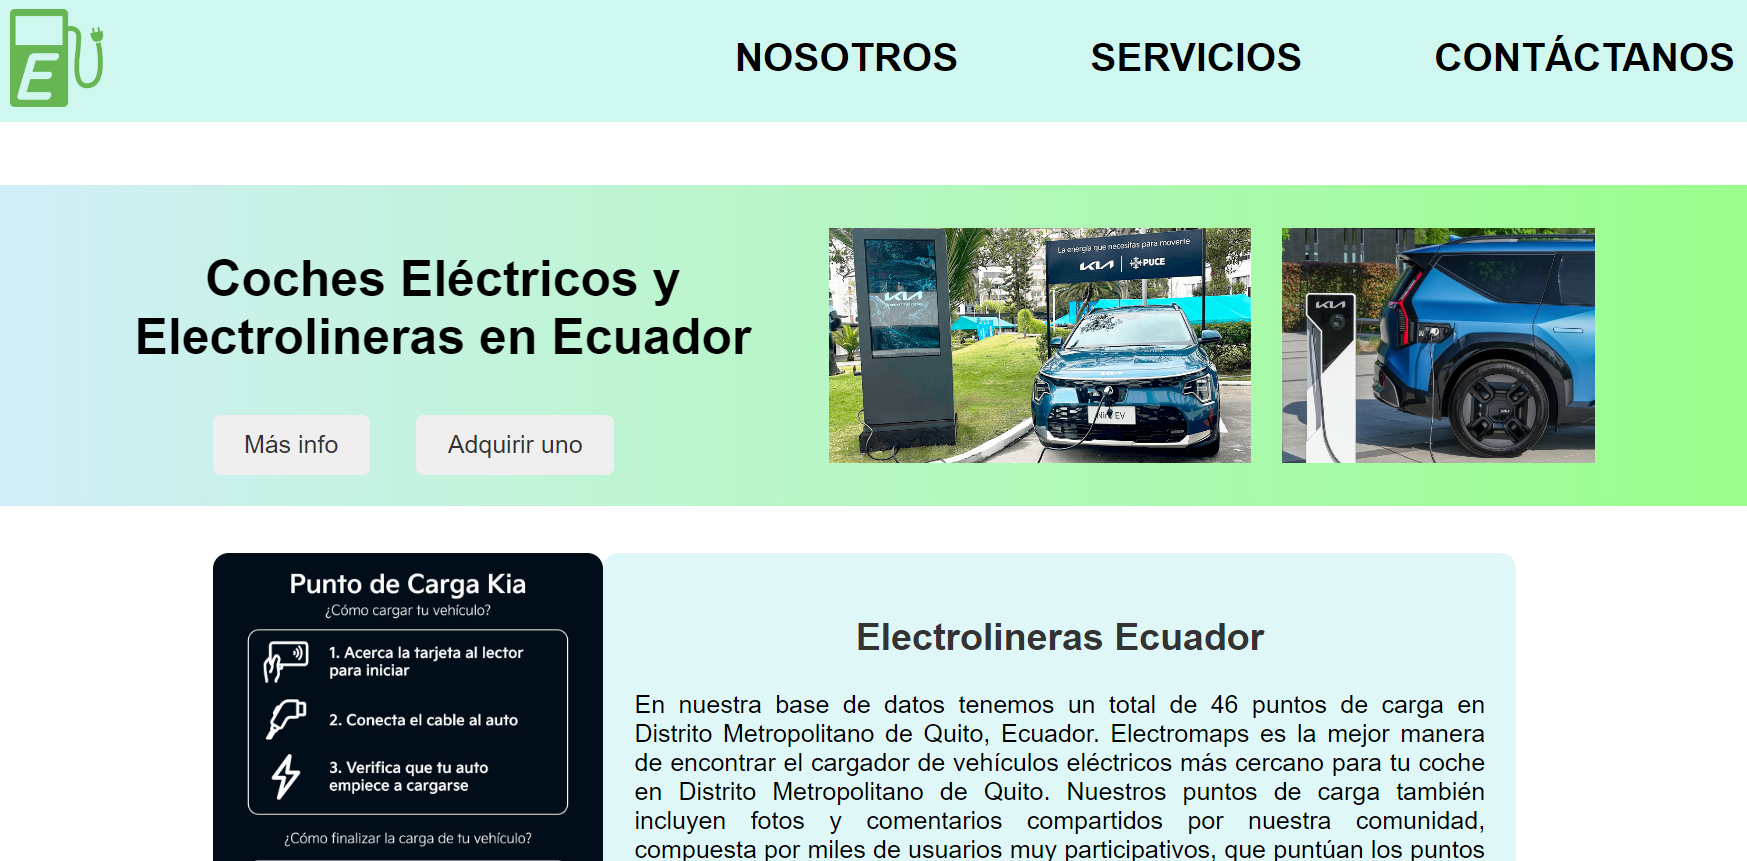 E
NOSOTROS SERVICIOS CONTÁCTANOS
Coches Eléctricos y
Electrolineras en Ecuador
Más info Adquirir uno
La energía que necesitas para moverte
KIA PUCE
KIA
Niro EV
KIA
Punto de Carga Kia
¿Cómo cargar tu vehículo?
1. Acerca la tarjeta al lector
para iniciar
2. Conecta el cable al auto
3. Verifica que tu auto
empiece a cargarse
¿Cómo finalizar la carga de tu vehículo?
Electrolineras Ecuador
En nuestra base de datos tenemos un total de 46 puntos de carga en
Distrito Metropolitano de Quito, Ecuador. Electromaps es la mejor manera
de encontrar el cargador de vehículos eléctricos más cercano para tu coche
en Distrito Metropolitano de Quito. Nuestros puntos de carga también
incluyen fotos y comentarios compartidos por nuestra comunidad,
compuesta por miles de usuarios muy participativos, que puntúan los puntos